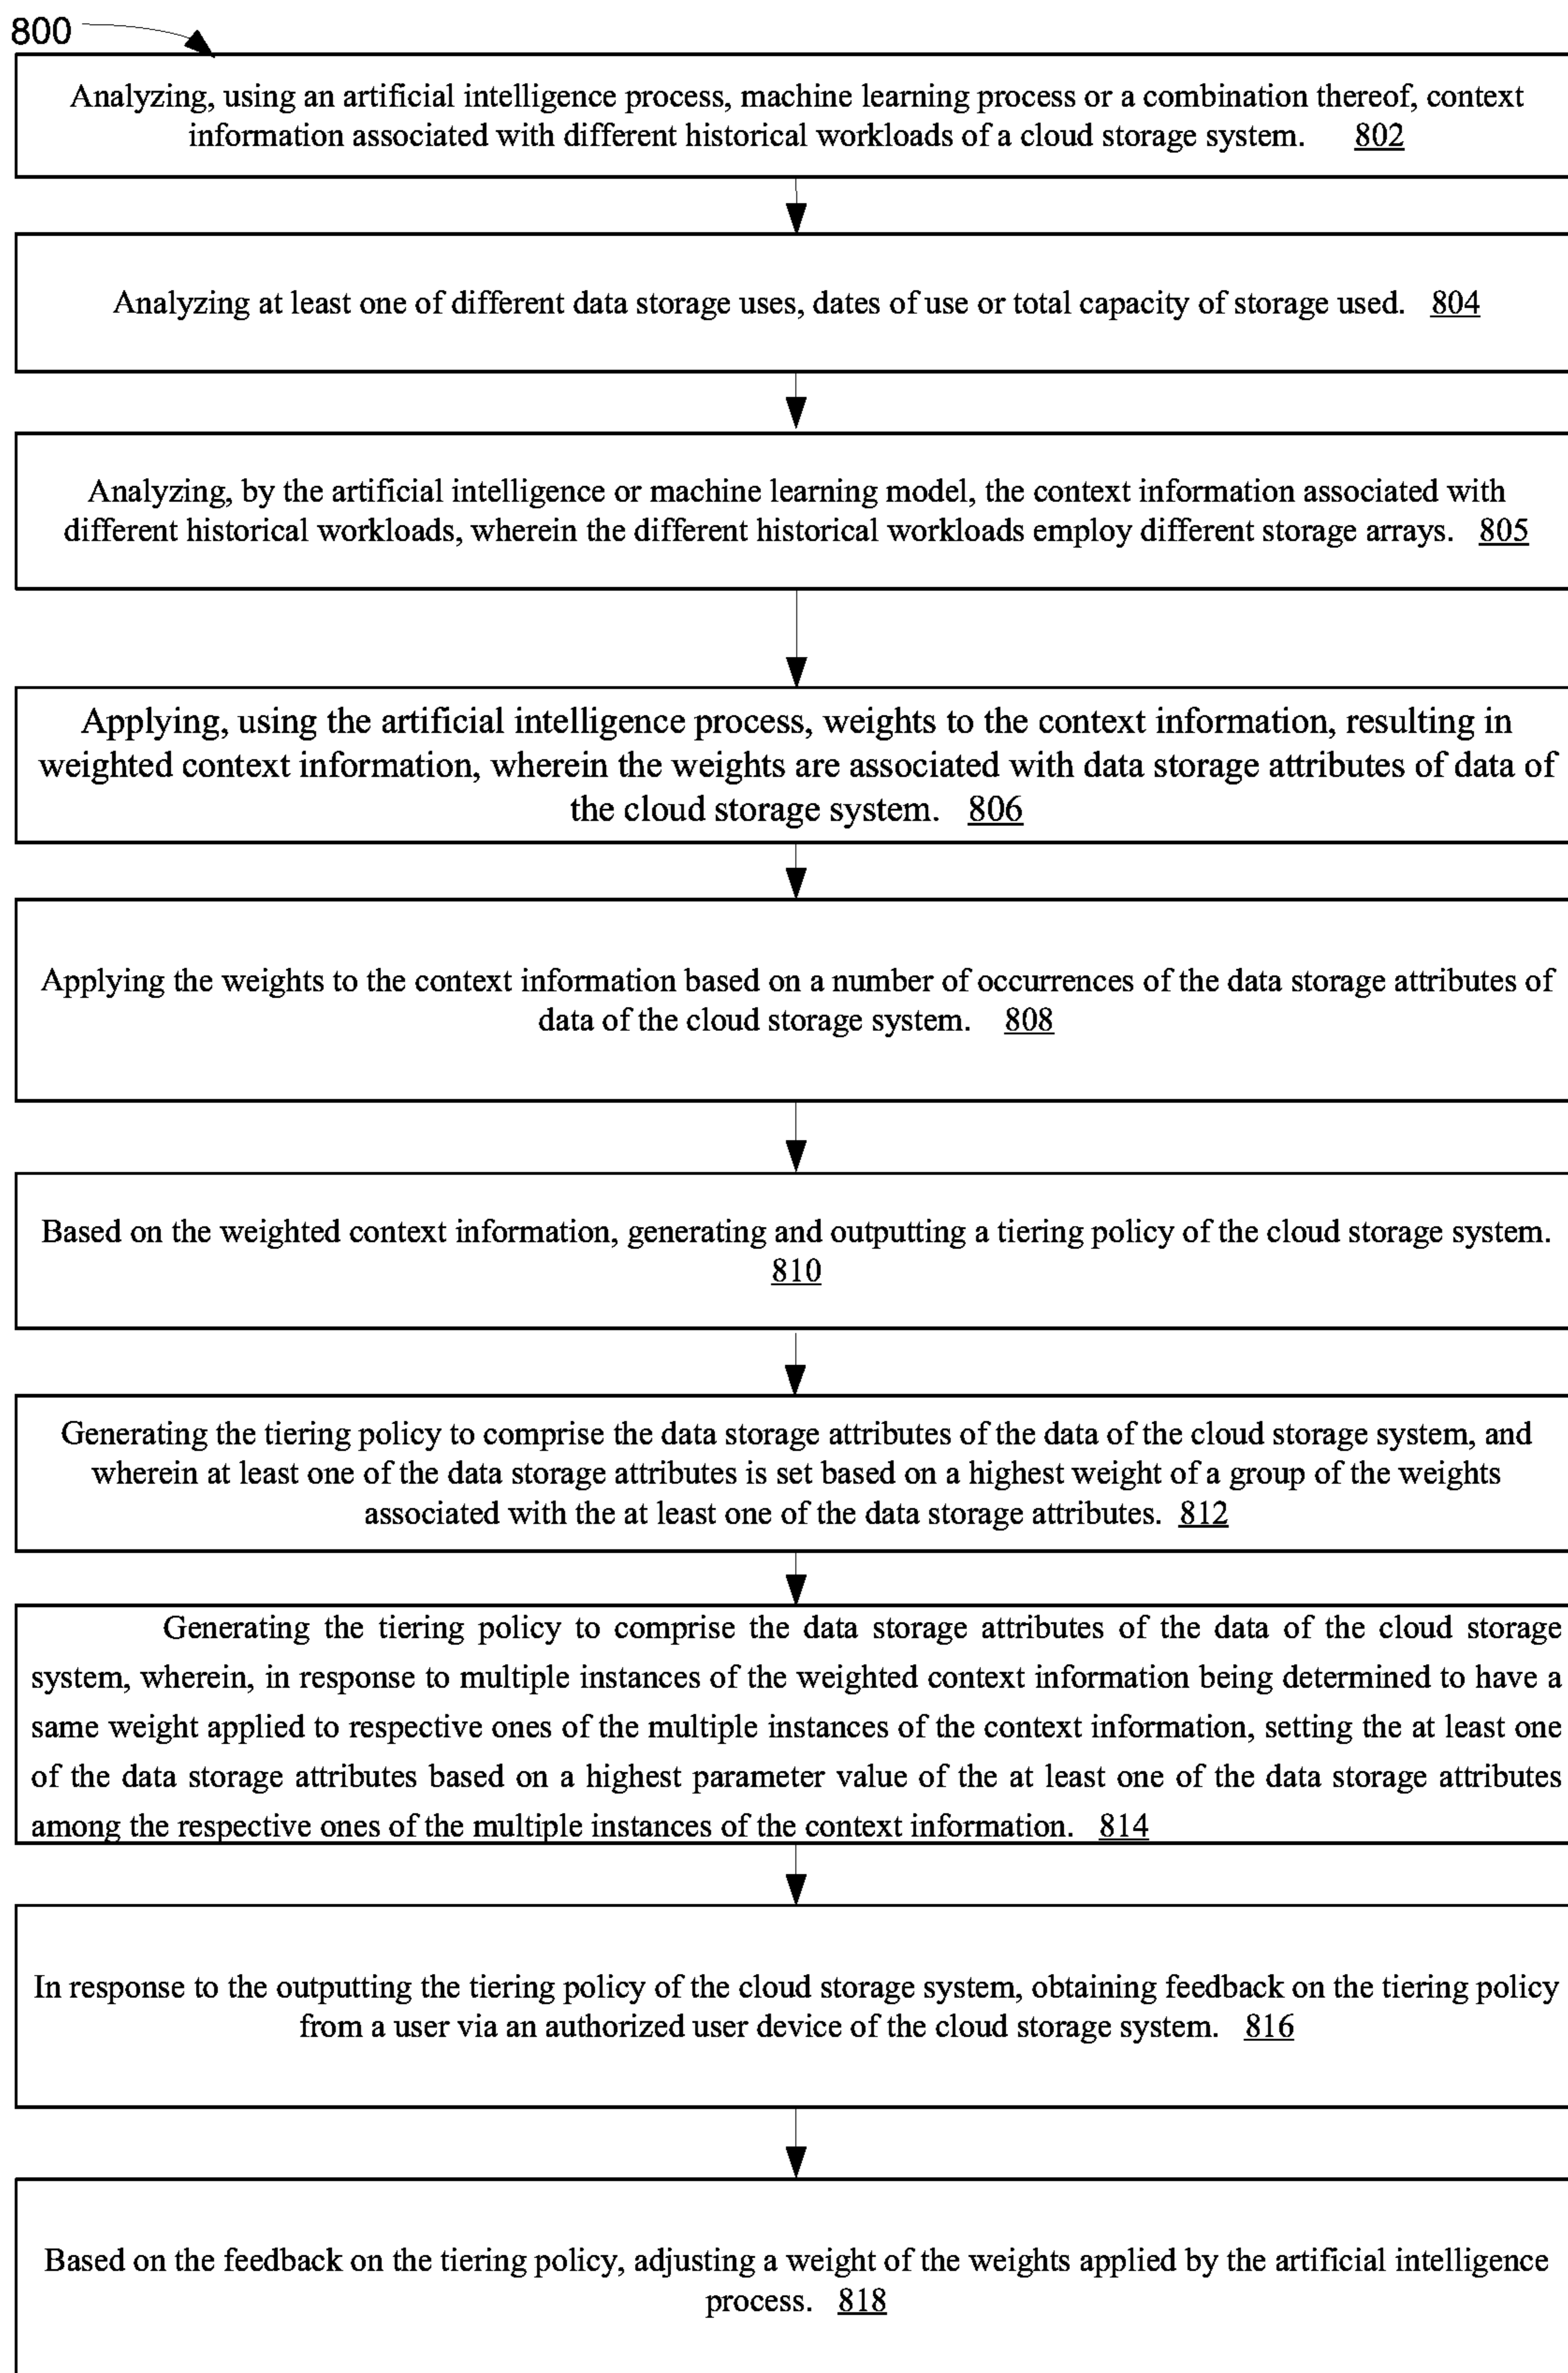 800
Analyzing, using an artificial intelligence process, machine learning process or a combination thereof, context
information associated with different historical workloads of a cloud storage system. 802
Analyzing at least one of different data storage uses, dates of use or total capacity of storage used. 804
Analyzing, by the artificial intelligence or machine learning model, the context information associated with
different historical workloads, wherein the different historical workloads employ different storage arrays. 805
Applying, using the artificial intelligence process, weights to the context information, resulting in
weighted context information, wherein the weights are associated with data storage attributes of data of
the cloud storage system. 806
Applying the weights to the context information based on a number of occurrences of the data storage attributes of
data of the cloud storage system. 808
Based on the weighted context information, generating and outputting a tiering policy of the cloud storage system.
810
Generating the tiering policy to comprise the data storage attributes of the data of the cloud storage system, and
wherein at least one of the data storage attributes is set based on a highest weight of a group of the weights
associated with the at least one of the data storage attributes. 812
Generating the tiering policy to comprise the data storage attributes of the data of the cloud storage
system, wherein, in response to multiple instances of the weighted context information being determined to have a
same weight applied to respective ones of the multiple instances of the context information, setting the at least one
of the data storage attributes based on a highest parameter value of the at least one of the data storage attributes
among the respective ones of the multiple instances of the context information. 814
In response to the outputting the tiering policy of the cloud storage system, obtaining feedback on the tiering policy
from a user via an authorized user device of the cloud storage system. 816
Based on the feedback on the tiering policy, adjusting a weight of the weights applied by the artificial intelligence
process. 818